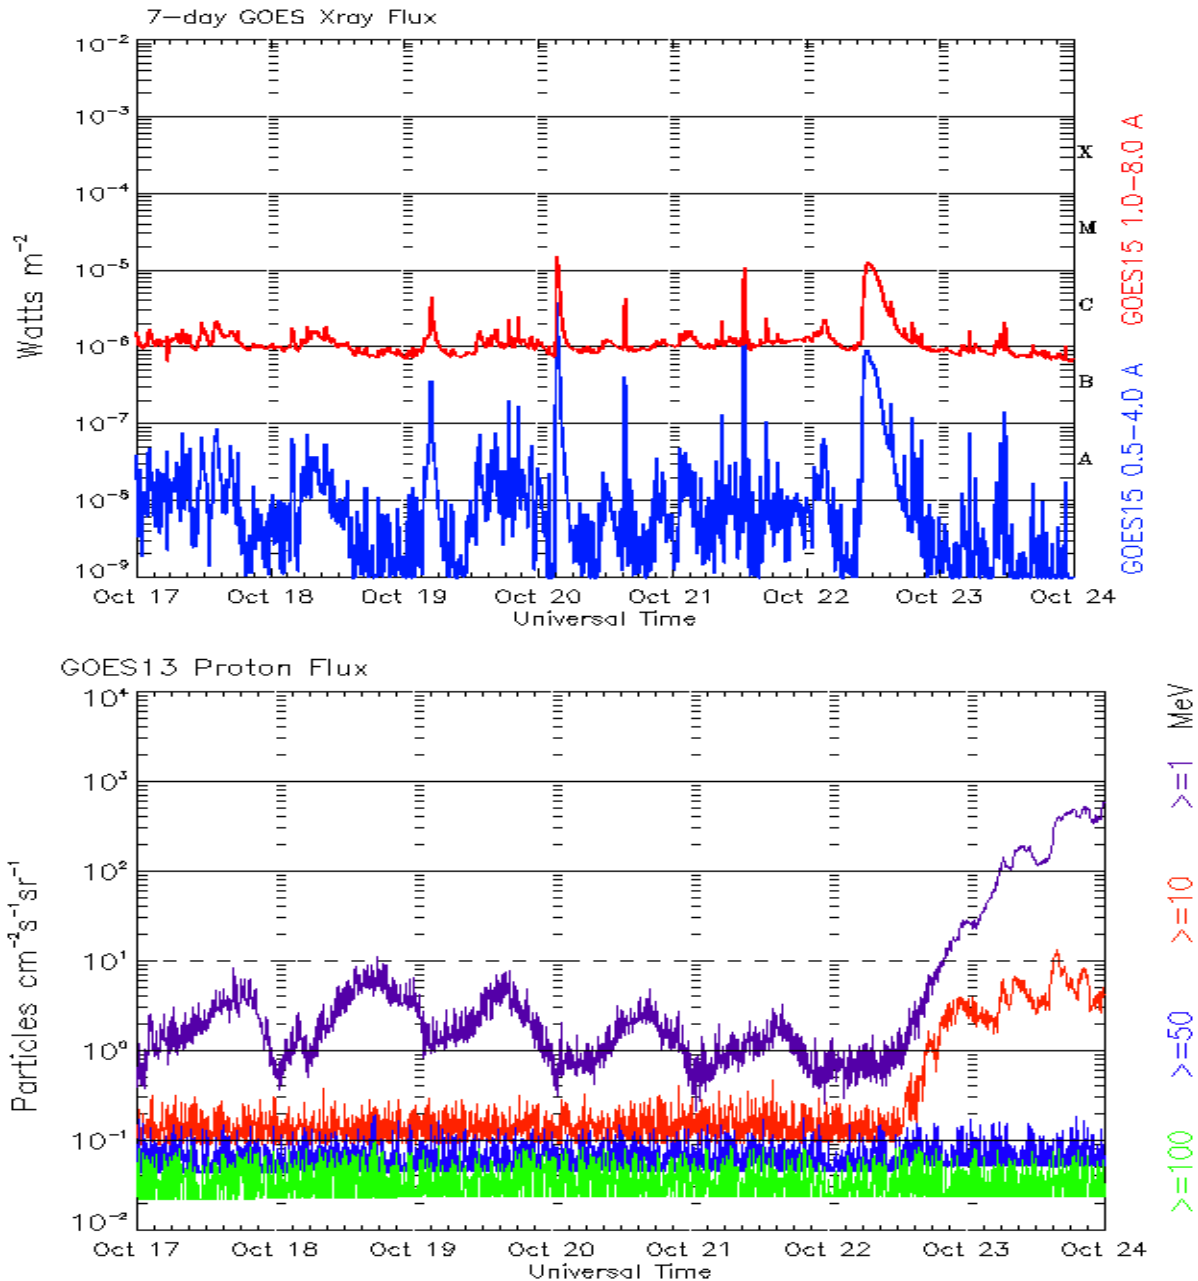 7-day GOES Xray Flux
10⁻²
10⁻³
10⁻⁴
10⁻⁵
10⁻⁶
10⁻⁷
10⁻⁸
10⁻⁹
Watts m⁻²
X
M
C
B
A
GOES15 1.0-8.0 A
GOES15 0.5-4.0 A
Oct 17 Oct 18 Oct 19 Oct 20 Oct 21 Oct 22 Oct 23 Oct 24
Universal Time
GOES13 Proton Flux
10⁴
10³
10²
10¹
10⁰
10⁻¹
10⁻²
Particles cm⁻²s⁻¹sr⁻¹
>=1 MeV
>=10
>=50
>=100
Oct 17 Oct 18 Oct 19 Oct 20 Oct 21 Oct 22 Oct 23 Oct 24
Universal Time